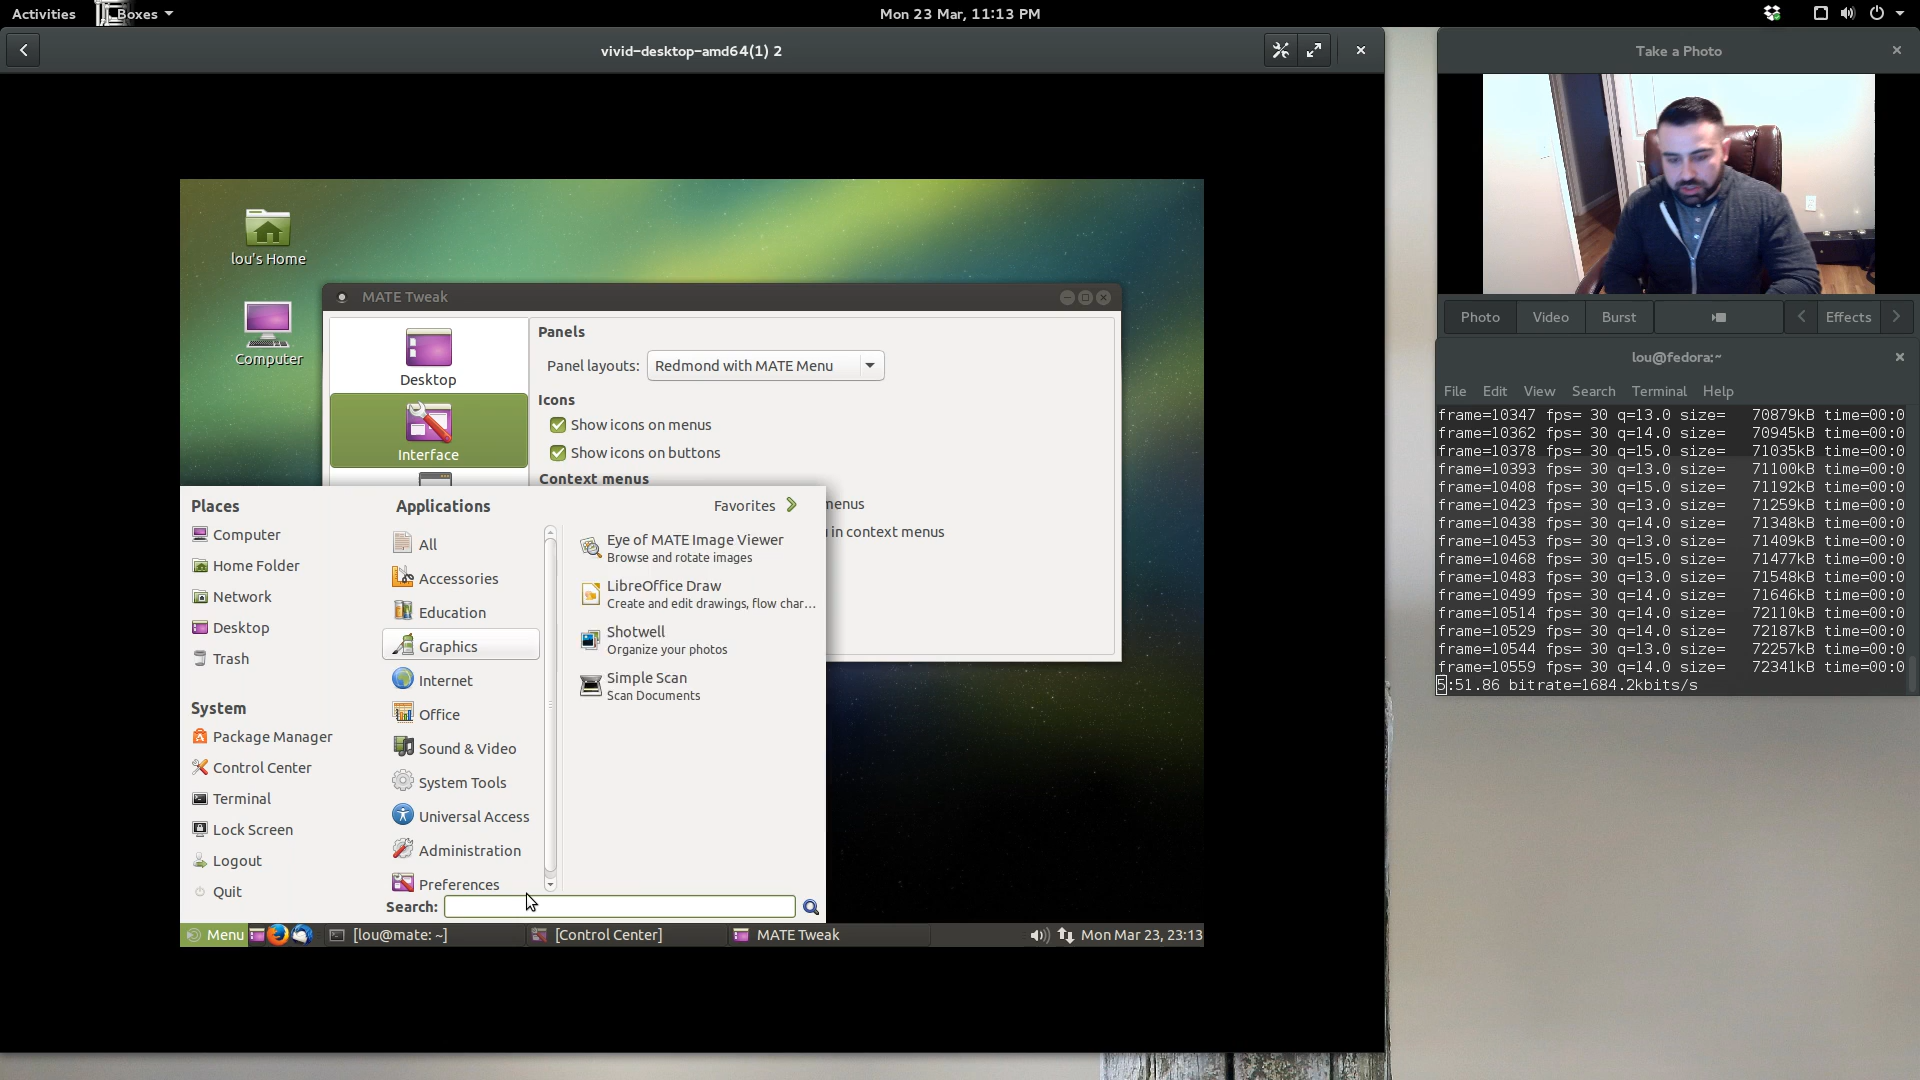 Activities
Boxes
Mon 23 Mar, 11:13 PM
vivid-desktop-amd64(1) 2
lou's Home
Computer
MATE Tweak
Desktop
Interface
Panels
Panel layouts: Redmond with MATE Menu
Icons
Show icons on menus
Show icons on buttons
Context menus
menus
in context menus
Places
Computer
Home Folder
Network
Desktop
Trash
System
Package Manager
Control Center
Terminal
Lock Screen
Logout
Quit
Applications
Favorites
All
Accessories
Education
Graphics
Internet
Office
Sound & Video
System Tools
Universal Access
Administration
Preferences
Eye of MATE Image Viewer
Browse and rotate images
LibreOffice Draw
Create and edit drawings, flow char...
Shotwell
Organize your photos
Simple Scan
Scan Documents
Search:
Menu
[lou@mate: ~]
[Control Center]
MATE Tweak
Mon Mar 23, 23:13
Take a Photo
Photo
Video
Burst
Effects
lou@fedora:~
File Edit View Search Terminal Help
frame=10347 fps= 30 q=13.0 size=   70879kB time=00:0
frame=10362 fps= 30 q=14.0 size=   70945kB time=00:0
frame=10378 fps= 30 q=15.0 size=   71035kB time=00:0
frame=10393 fps= 30 q=13.0 size=   71100kB time=00:0
frame=10408 fps= 30 q=15.0 size=   71192kB time=00:0
frame=10423 fps= 30 q=13.0 size=   71259kB time=00:0
frame=10438 fps= 30 q=14.0 size=   71348kB time=00:0
frame=10453 fps= 30 q=13.0 size=   71409kB time=00:0
frame=10468 fps= 30 q=15.0 size=   71477kB time=00:0
frame=10483 fps= 30 q=13.0 size=   71548kB time=00:0
frame=10499 fps= 30 q=14.0 size=   71646kB time=00:0
frame=10514 fps= 30 q=14.0 size=   72110kB time=00:0
frame=10529 fps= 30 q=14.0 size=   72187kB time=00:0
frame=10544 fps= 30 q=13.0 size=   72257kB time=00:0
frame=10559 fps= 30 q=14.0 size=   72341kB time=00:0
5:51.86 bitrate=1684.2kbits/s